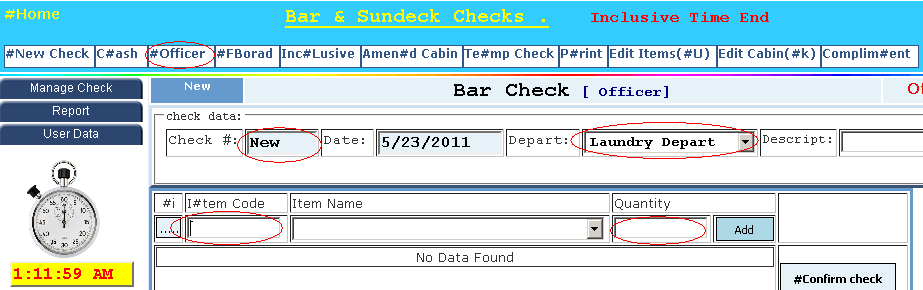 #Home Bar & Sundeck Checks . Inclusive Time End
#New Check C#ash #Officer #FBorad Inc#Lusive Amen#d Cabin Te#mp Check P#rint Edit Items(#U) Edit Cabin(#k) Complim#ent
Manage Check New Bar Check [ Officer] Of
Report
User Data
check data:
Check #: New Date: 5/23/2011 Depart: Laundry Depart Descript:
#i I#tem Code Item Name Quantity
..... Add
No Data Found
1:11:59 AM #Confirm check